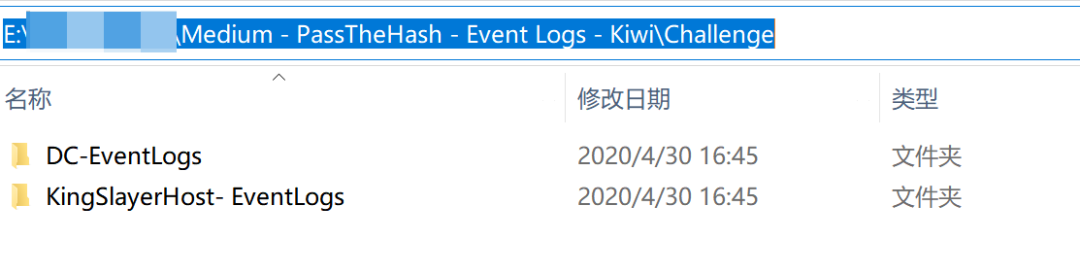 E:\ \Medium - PassTheHash - Event Logs - Kiwi\Challenge
名称 修改日期 类型
DC-EventLogs 2020/4/30 16:45 文件夹
KingSlayerHost- EventLogs 2020/4/30 16:45 文件夹